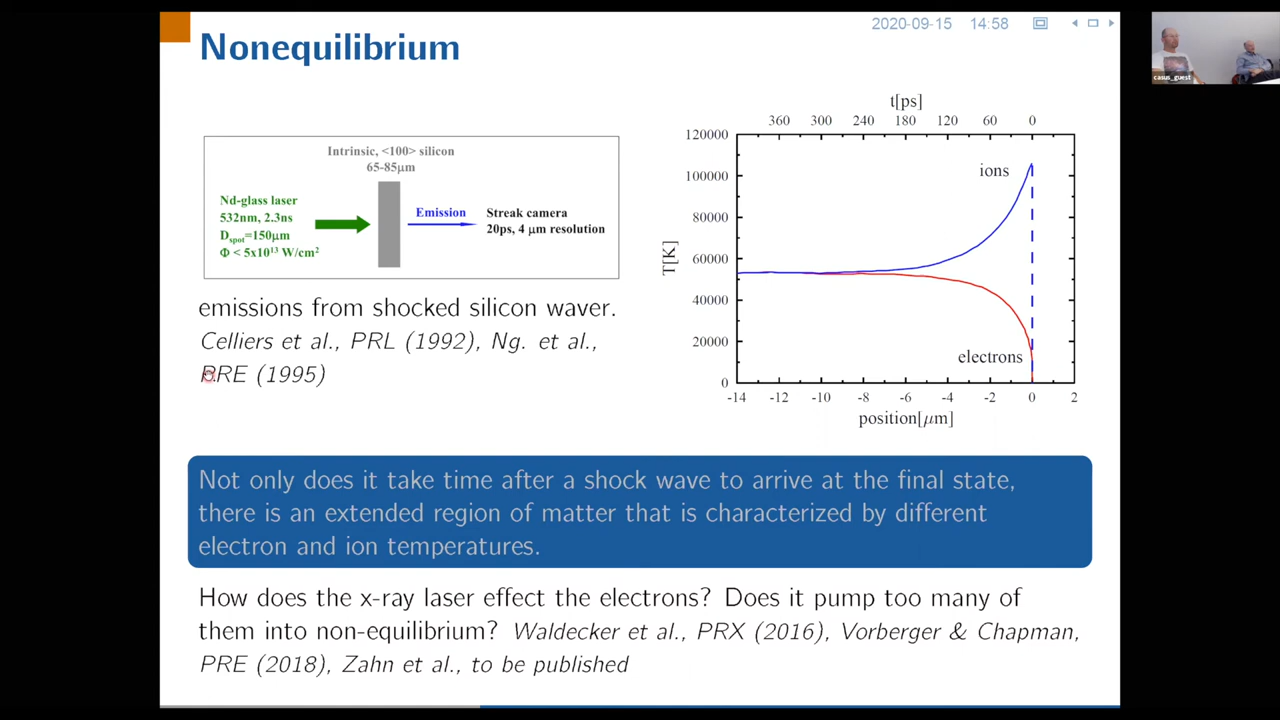 2020-09-15 14:58
Nonequilibrium
Intrinsic, <100> silicon
65-85μm
Nd-glass laser
532nm, 2.3ns
Dspot=150μm
Φ < 5x10¹³ W/cm²
Emission
Streak camera
20ps, 4 μm resolution
emissions from shocked silicon waver.
Celliers et al., PRL (1992), Ng. et al.,
PRE (1995)
t[ps]
360 300 240 180 120 60 0
120000
100000
80000
60000
40000
20000
0
T[K]
ions
electrons
-14 -12 -10 -8 -6 -4 -2 0 2
position[μm]
Not only does it take time after a shock wave to arrive at the final state,
there is an extended region of matter that is characterized by different
electron and ion temperatures.
How does the x-ray laser effect the electrons? Does it pump too many of
them into non-equilibrium? Waldecker et al., PRX (2016), Vorberger & Chapman,
PRE (2018), Zahn et al., to be published
casus_guest